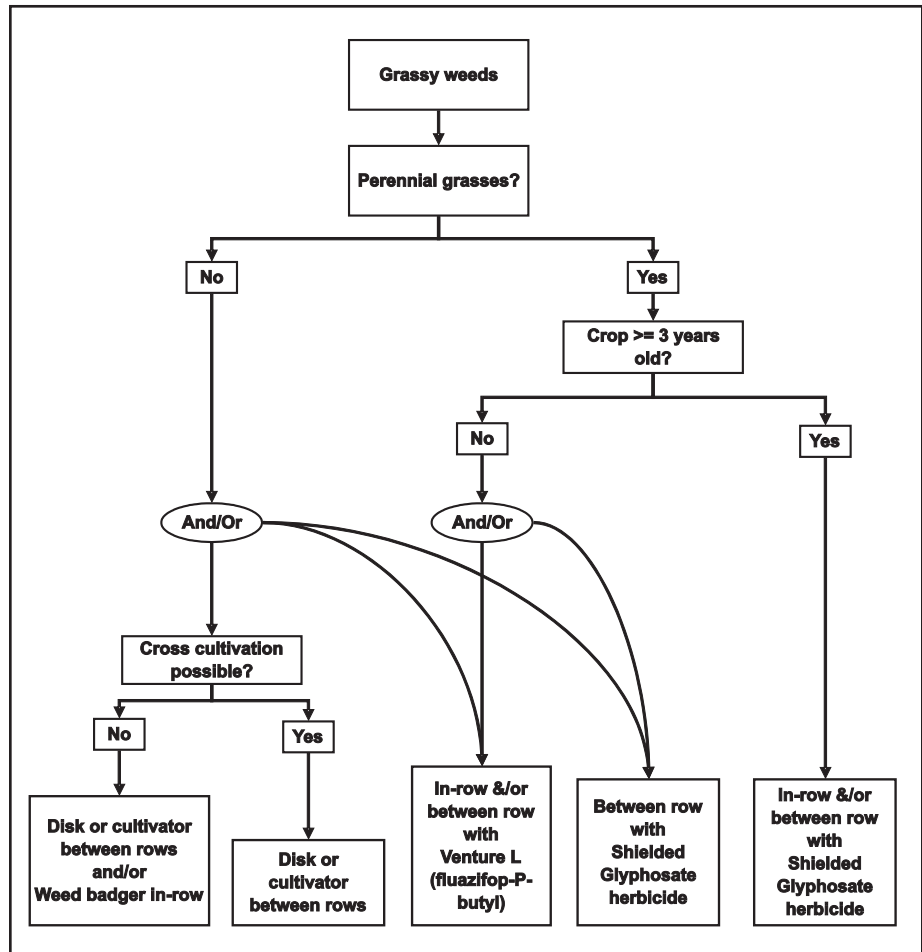 Grassy weeds
Perennial grasses?
No
Yes
Crop >= 3 years
old?
No
Yes
And/Or
And/Or
Cross cultivation
possible?
No
Yes
Disk or cultivator
between rows
and/or
Weed badger in-row
Disk or
cultivator
between rows
In-row &/or
between row
with
Venture L
(fluazifop-P-
butyl)
Between row
with
Shielded
Glyphosate
herbicide
In-row &/or
between row
with
Shielded
Glyphosate
herbicide